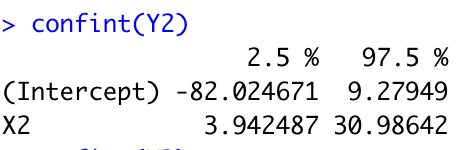 > confint(Y2)
2.5 % 97.5 %
(Intercept) -82.024671 9.27949
X2 3.942487 30.98642